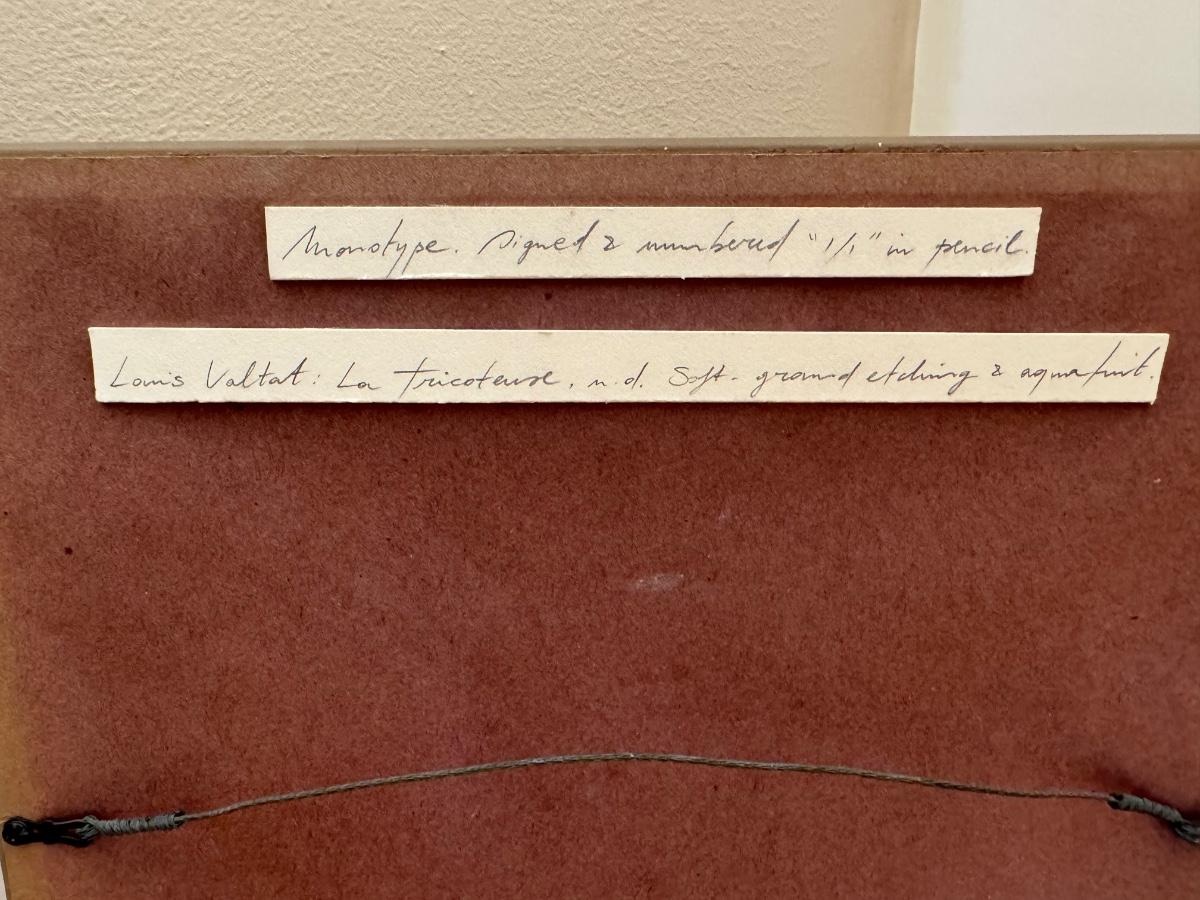 Monotype. Signed & numbered "1/1" in pencil.
Louis Valtat: La Tricoteuse, n.d. Soft-ground etching & aquatint.